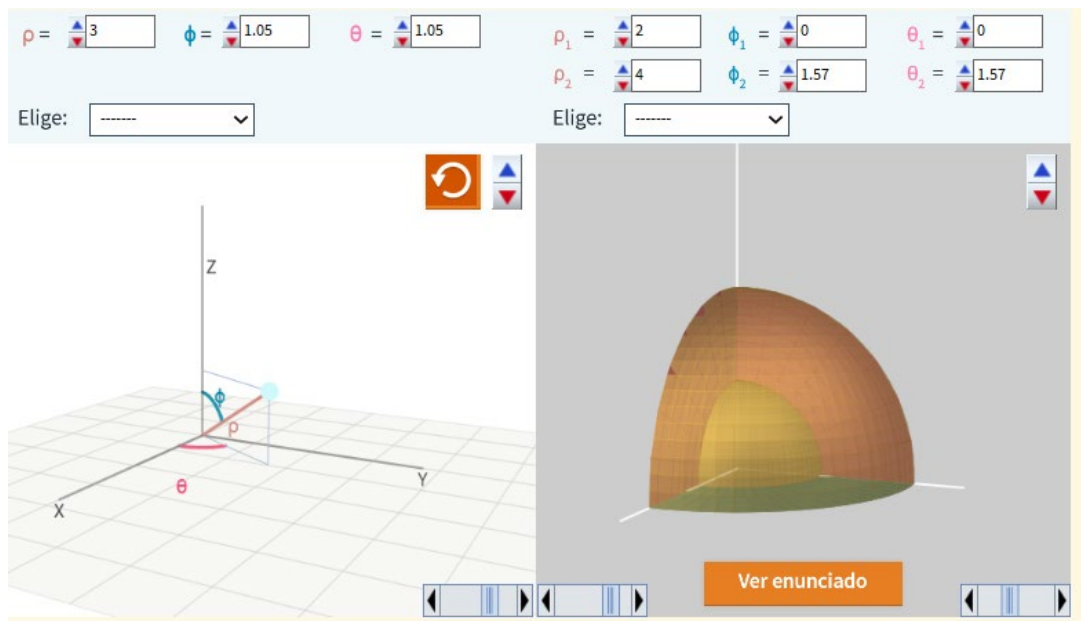 ρ = 3 ϕ = 1.05 θ = 1.05
Elige: -------
Z
ϕ
ρ
θ
X
Y
ρ1 = 2 ϕ1 = 0 θ1 = 0
ρ2 = 4 ϕ2 = 1.57 θ2 = 1.57
Elige: -------
Ver enunciado